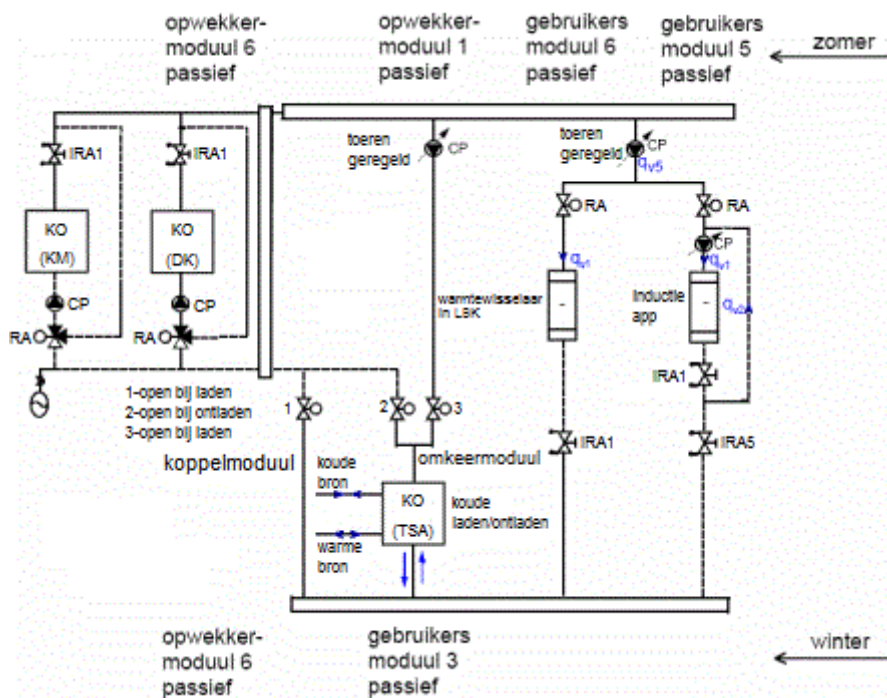 opwekker-
moduul 6
passief
opwekker-
moduul 1
passief
gebruikers
moduul 6
passief
gebruikers
moduul 5
passief
zomer
toeren
geregeld
CP
toeren
geregeld
CP
qv5
IRA1
IRA1
RA
RA
KO
(KM)
KO
(DK)
CP
qv1
qv1
warmtewisselaar
in LBK
-
Inductie
app
-
qv2
CP
CP
RA
RA
IRA1
1-open bij laden
2-open bij ontladen
3-open bij laden
1
2
3
koppelmoduul
omkeermoduul
IRA1
IRA5
koude
bron
KO
(TSA)
koude
laden/ontladen
warme
bron
opwekker-
moduul 6
passief
gebruikers
moduul 3
passief
winter